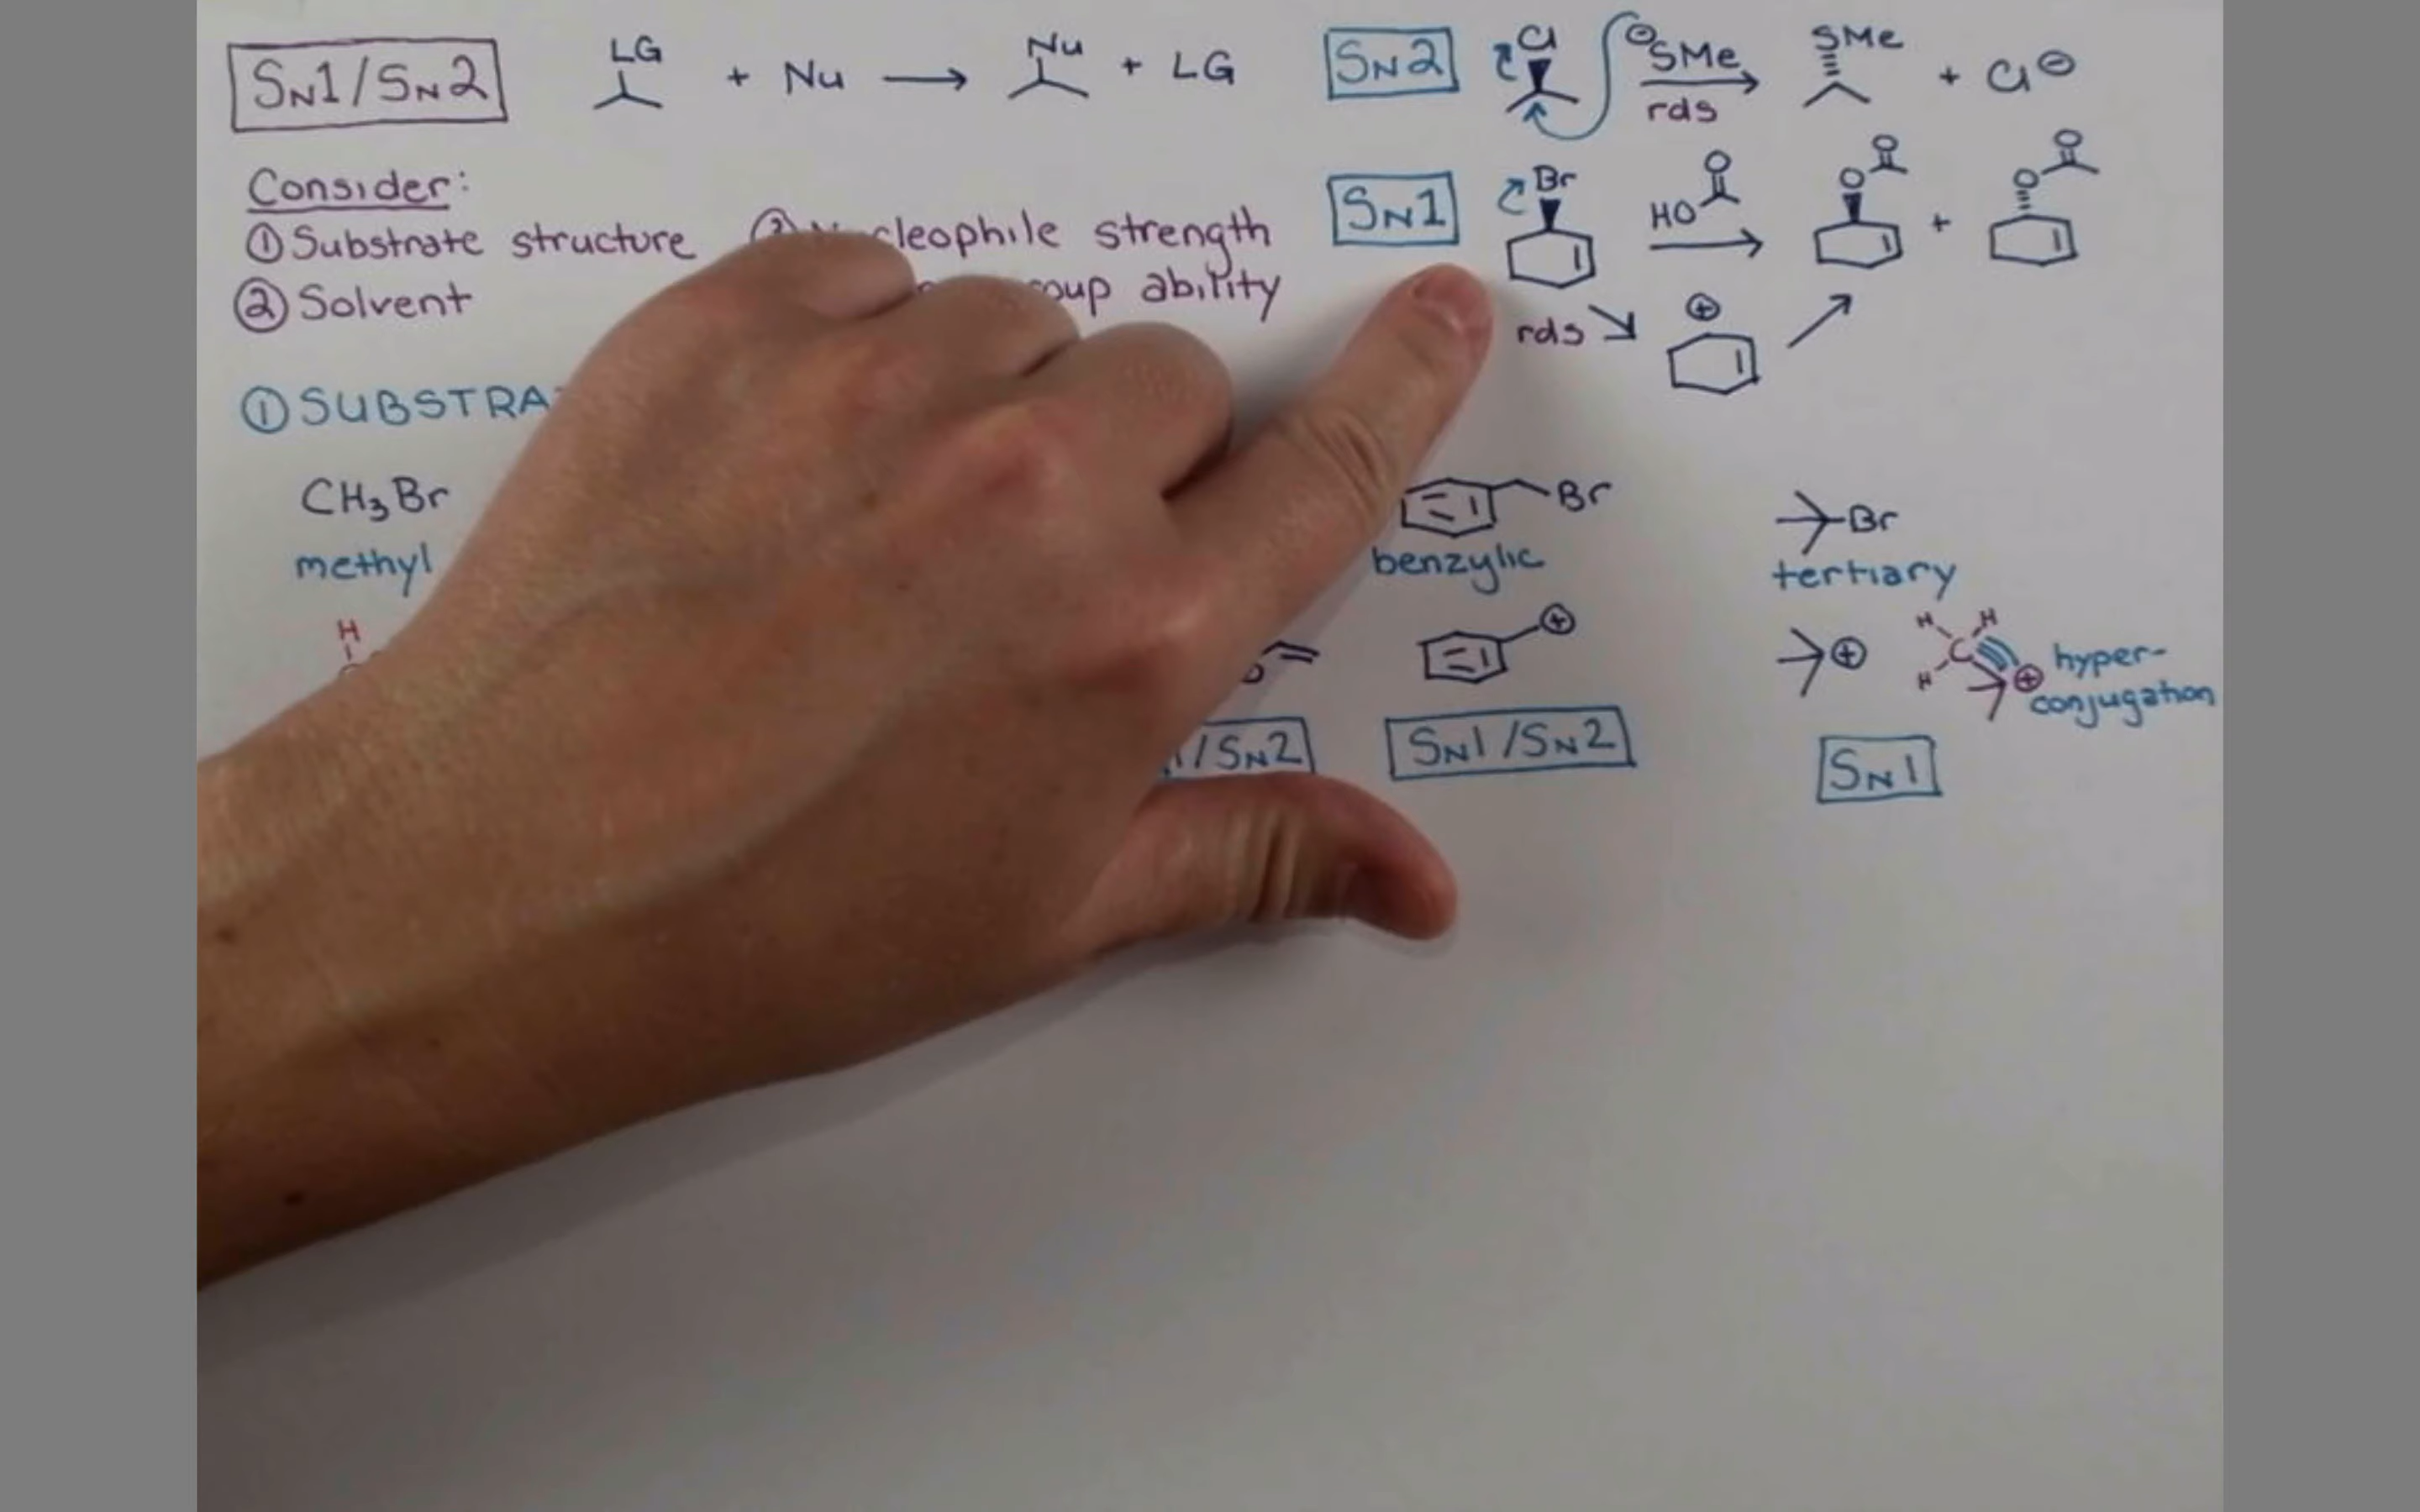 SN1/SN2
LG
+ Nu → Nu + LG
Consider:
① Substrate structure
cleophile strength
② Solvent
oup ability
SN2
Cl
⊖SMe
rds
SMe
+ Cl⊖
SN1
Br
HO
O
rds
⊕
O
O
+
O
O
① SUBSTRA
CH₃Br
methyl
H
Br
benzylic
⊕
/SN2
SN1/SN2
Br
tertiary
⊕
H
H
C
H
⊕
hyper-
conjugation
SN1